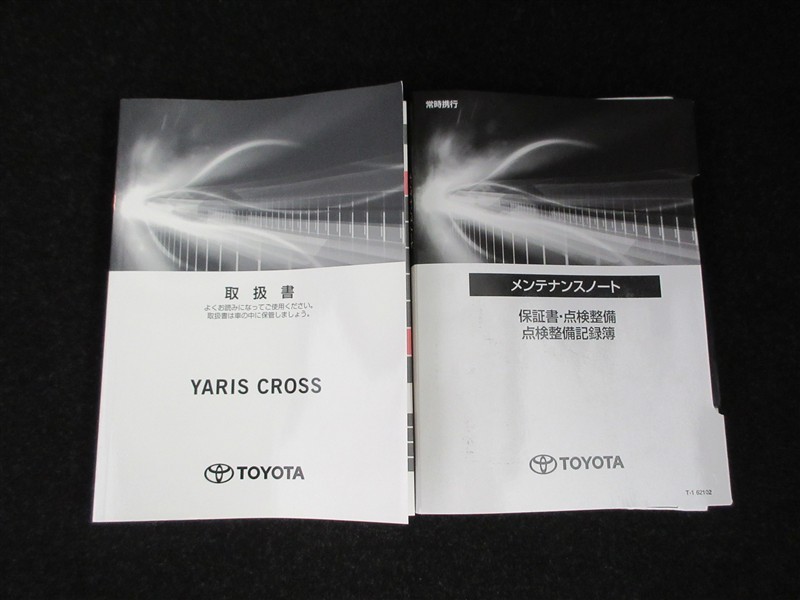 取扱書
よくお読みになってご使用ください。
取扱書は車の中に保管しましょう。
YARIS CROSS
TOYOTA
常時携行
メンテナンスノート
保証書・点検整備
点検整備記録簿
TOYOTA